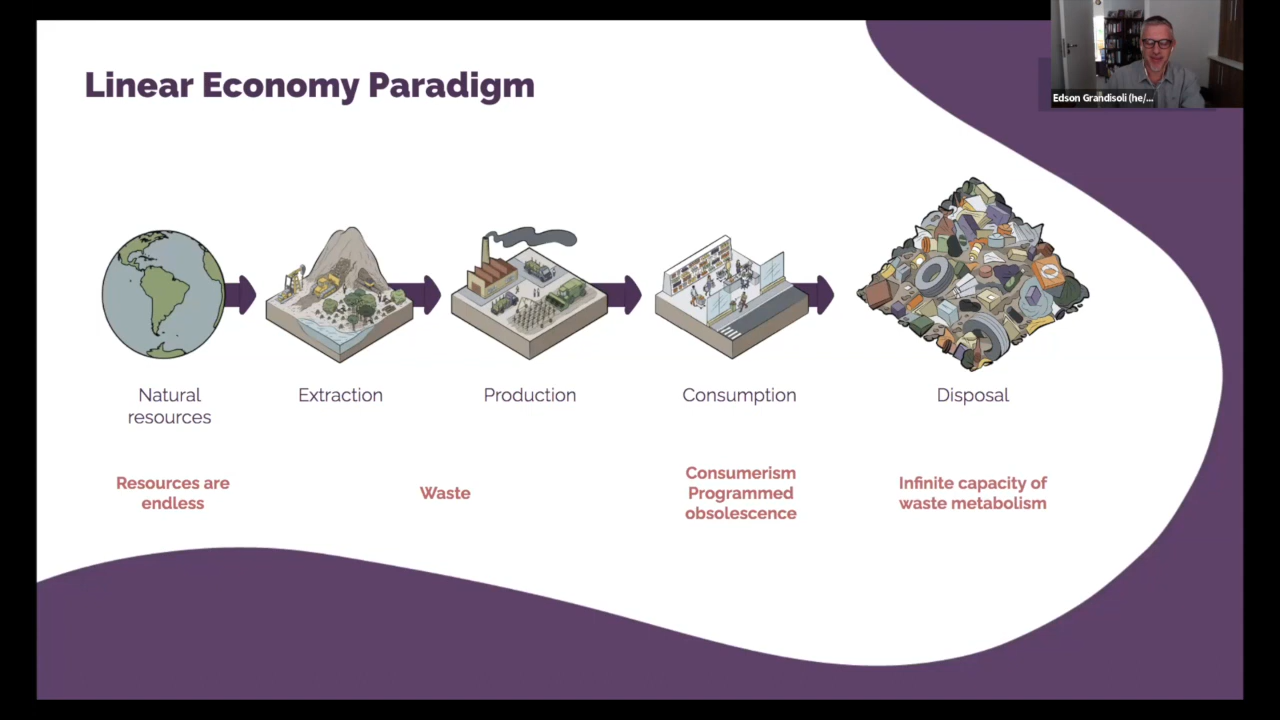 Linear Economy Paradigm
Edson Grandisoli (he/...
Natural
resources
Extraction
Production
Consumption
Disposal
Resources are
endless
Waste
Consumerism
Programmed
obsolescence
Infinite capacity of
waste metabolism